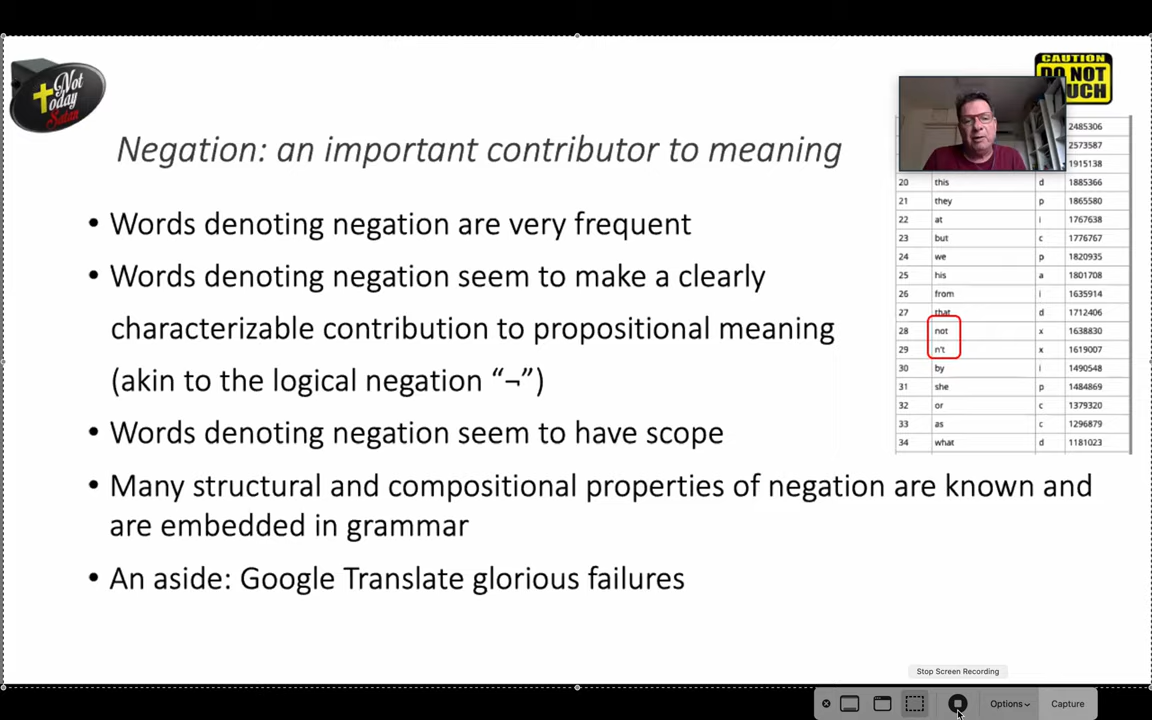 Not
Today
Satan
CAUTION
DO NOT
UCH
Negation: an important contributor to meaning
• Words denoting negation are very frequent
• Words denoting negation seem to make a clearly
characterizable contribution to propositional meaning
(akin to the logical negation “¬”)
• Words denoting negation seem to have scope
• Many structural and compositional properties of negation are known and
are embedded in grammar
• An aside: Google Translate glorious failures
2485306
2573587
1915138
20 this d 1885366
21 they p 1865580
22 at i 1767638
23 but c 1776767
24 we p 1820935
25 his a 1801708
26 from i 1635914
27 that d 1712406
28 not x 1638830
29 n't x 1619007
30 by i 1490548
31 she p 1484869
32 or c 1379320
33 as c 1296879
34 what d 1181023
Stop Screen Recording
Options
Capture